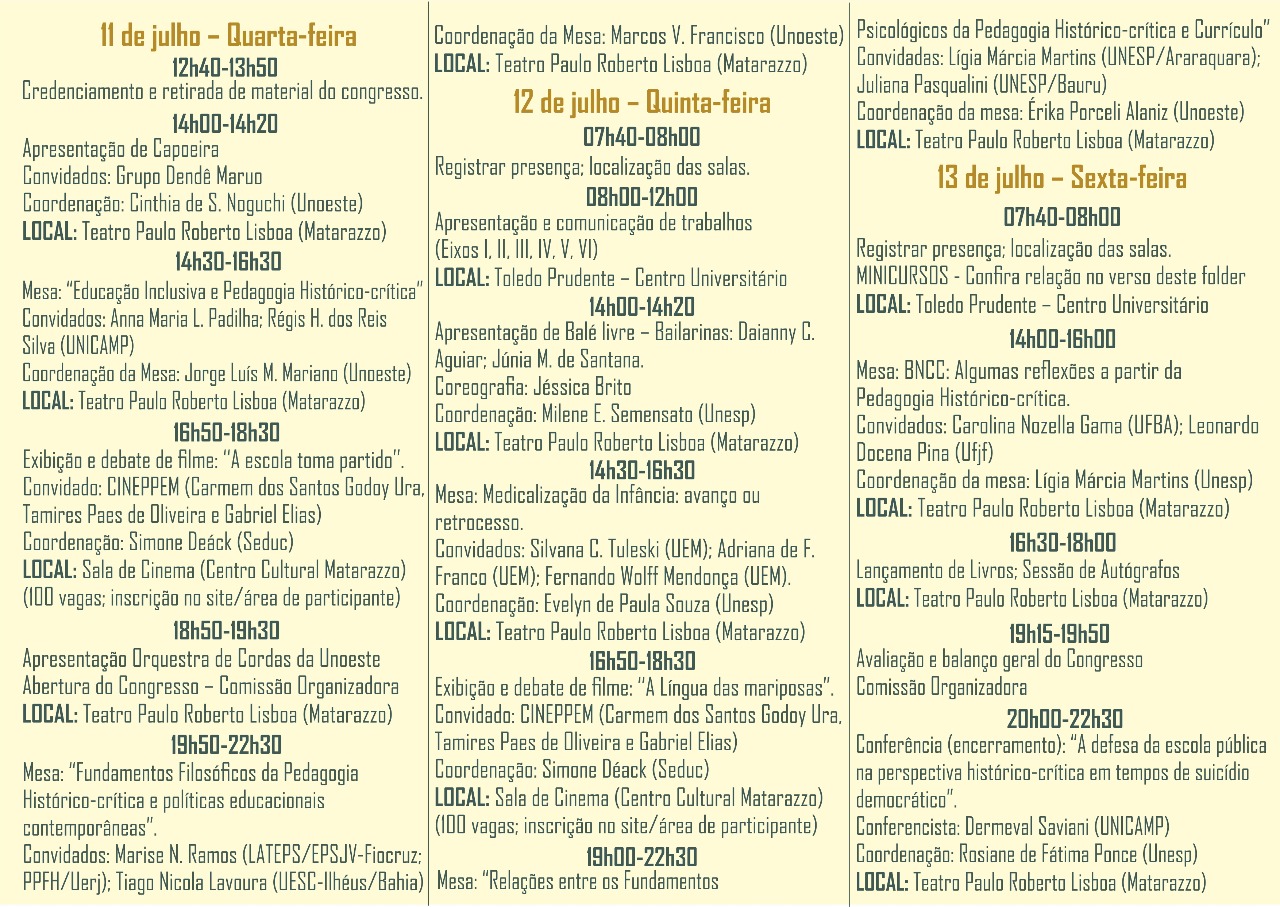 11 de julho – Quarta-feira
12h40-13h50
Credenciamento e retirada de material do congresso.
14h00-14h20
Apresentação de Capoeira
Convidados: Grupo Dendê Maruo
Coordenação: Cinthia de S. Noguchi (Unoeste)
LOCAL: Teatro Paulo Roberto Lisboa (Matarazzo)
14h30-16h30
Mesa: “Educação Inclusiva e Pedagogia Histórico-crítica”
Convidados: Anna Maria L. Padilha; Régis H. dos Reis
Silva (UNICAMP)
Coordenação da Mesa: Jorge Luís M. Mariano (Unoeste)
LOCAL: Teatro Paulo Roberto Lisboa (Matarazzo)
16h50-18h30
Exibição e debate de filme: “A escola toma partido”.
Convidado: CINEPPEM (Carmem dos Santos Godoy Ura,
Tamires Paes de Oliveira e Gabriel Elias)
Coordenação: Simone Deáck (Seduc)
LOCAL: Sala de Cinema (Centro Cultural Matarazzo)
(100 vagas; inscrição no site/área de participante)
18h50-19h30
Apresentação Orquestra de Cordas da Unoeste
Abertura do Congresso – Comissão Organizadora
LOCAL: Teatro Paulo Roberto Lisboa (Matarazzo)
19h50-22h30
Mesa: “Fundamentos Filosóficos da Pedagogia
Histórico-crítica e políticas educacionais
contemporâneas”.
Convidados: Marise N. Ramos (LATEPS/EPSJV-Fiocruz;
PPFH/Uerj); Tiago Nicola Lavoura (UESC-Ilhéus/Bahia)
Coordenação da Mesa: Marcos V. Francisco (Unoeste)
LOCAL: Teatro Paulo Roberto Lisboa (Matarazzo)
12 de julho – Quinta-feira
07h40-08h00
Registrar presença; localização das salas.
08h00-12h00
Apresentação e comunicação de trabalhos
(Eixos I, II, III, IV, V, VI)
LOCAL: Toledo Prudente – Centro Universitário
14h00-14h20
Apresentação de Balé livre – Bailarinas: Daianny C.
Aguiar; Júnia M. de Santana.
Coreografia: Jéssica Brito
Coordenação: Milene E. Semensato (Unesp)
LOCAL: Teatro Paulo Roberto Lisboa (Matarazzo)
14h30-16h30
Mesa: Medicalização da Infância: avanço ou
retrocesso.
Convidados: Silvana C. Tuleski (UEM); Adriana de F.
Franco (UEM); Fernando Wolff Mendonça (UEM).
Coordenação: Evelyn de Paula Souza (Unesp)
LOCAL: Teatro Paulo Roberto Lisboa (Matarazzo)
16h50-18h30
Exibição e debate de filme: “A Língua das mariposas”.
Convidado: CINEPPEM (Carmem dos Santos Godoy Ura,
Tamires Paes de Oliveira e Gabriel Elias)
Coordenação: Simone Déack (Seduc)
LOCAL: Sala de Cinema (Centro Cultural Matarazzo)
(100 vagas; inscrição no site/área de participante)
19h00-22h30
Mesa: “Relações entre os Fundamentos
Psicológicos da Pedagogia Histórico-crítica e Currículo”
Convidadas: Lígia Márcia Martins (UNESP/Araraquara);
Juliana Pasqualini (UNESP/Bauru)
Coordenação da mesa: Érika Porceli Alaniz (Unoeste)
LOCAL: Teatro Paulo Roberto Lisboa (Matarazzo)
13 de julho – Sexta-feira
07h40-08h00
Registrar presença; localização das salas.
MINICURSOS - Confira relação no verso deste folder
LOCAL: Toledo Prudente – Centro Universitário
14h00-16h00
Mesa: BNCC: Algumas reflexões a partir da
Pedagogia Histórico-crítica.
Convidados: Carolina Nozella Gama (UFBA); Leonardo
Docena Pina (Ufjf)
Coordenação da mesa: Lígia Márcia Martins (Unesp)
LOCAL: Teatro Paulo Roberto Lisboa (Matarazzo)
16h30-18h00
Lançamento de Livros; Sessão de Autógrafos
LOCAL: Teatro Paulo Roberto Lisboa (Matarazzo)
19h15-19h50
Avaliação e balanço geral do Congresso
Comissão Organizadora
20h00-22h30
Conferência (encerramento): “A defesa da escola pública
na perspectiva histórico-crítica em tempos de suicídio
democrático”.
Conferencista: Dermeval Saviani (UNICAMP)
Coordenação: Rosiane de Fátima Ponce (Unesp)
LOCAL: Teatro Paulo Roberto Lisboa (Matarazzo)